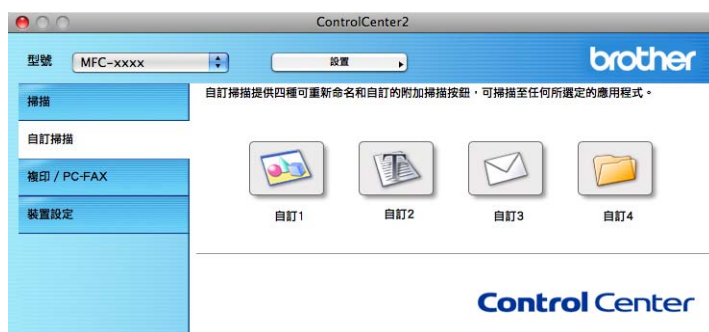 ControlCenter2
型號 MFC-xxxx 設置 brother
掃描
自訂掃描
複印 / PC-FAX
裝置設定
自訂掃描提供四種可重新命名和自訂的附加掃描按鈕，可掃描至任何所選定的應用程式。
自訂1 自訂2 自訂3 自訂4
Control Center